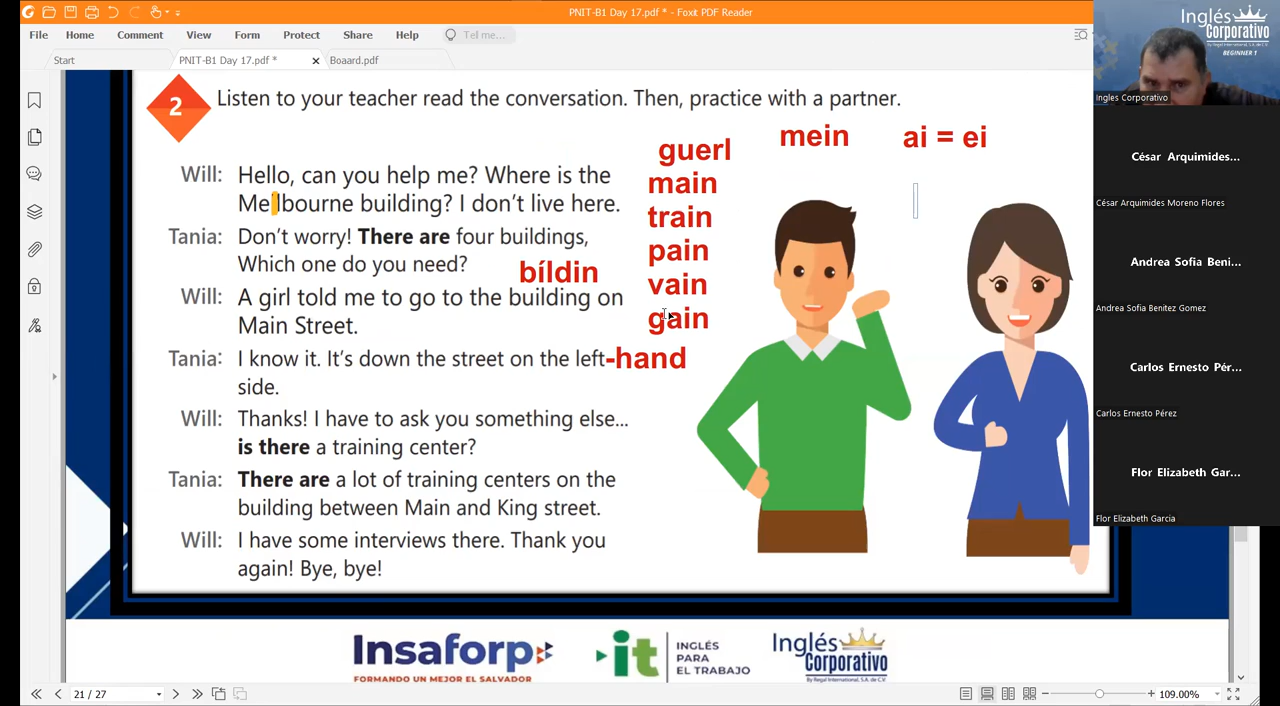 PNIT-B1 Day 17.pdf * - Foxit PDF Reader
File Home Comment View Form Protect Share Help Tell me...
Start PNIT-B1 Day 17.pdf * Boaard.pdf
2 Listen to your teacher read the conversation. Then, practice with a partner.
guerl mein ai = ei
main
train
pain
vain
gain
Will: Hello, can you help me? Where is the
Melbourne building? I don't live here.
Tania: Don't worry! There are four buildings,
Which one do you need?
bíldin
Will: A girl told me to go to the building on
Main Street.
Tania: I know it. It's down the street on the left-hand
side.
Will: Thanks! I have to ask you something else...
is there a training center?
Tania: There are a lot of training centers on the
building between Main and King street.
Will: I have some interviews there. Thank you
again! Bye, bye!
Insaforp
FORMANDO UN MEJOR EL SALVADOR
it INGLÉS
PARA
EL TRABAJO
Inglés
Corporativo
By Regal International, S.A. de C.V.
21 / 27
109.00%
Inglés
Corporativo
By Regal International, S.A. de C.V.
BEGINNER 1
Ingles Corporativo
César Arquimides...
César Arquimides Moreno Flores
Andrea Sofia Beni...
Andrea Sofia Benitez Gomez
Carlos Ernesto Pér...
Carlos Ernesto Pérez
Flor Elizabeth Gar...
Flor Elizabeth Garcia